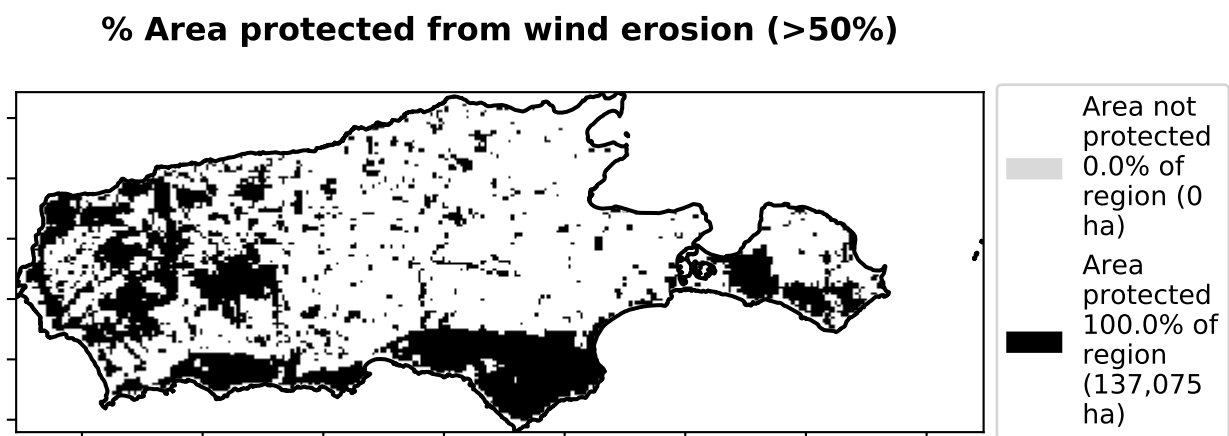 % Area protected from wind erosion (>50%)
Area not
protected
0.0% of
region (0
ha)
Area
protected
100.0% of
region
(137,075
ha)